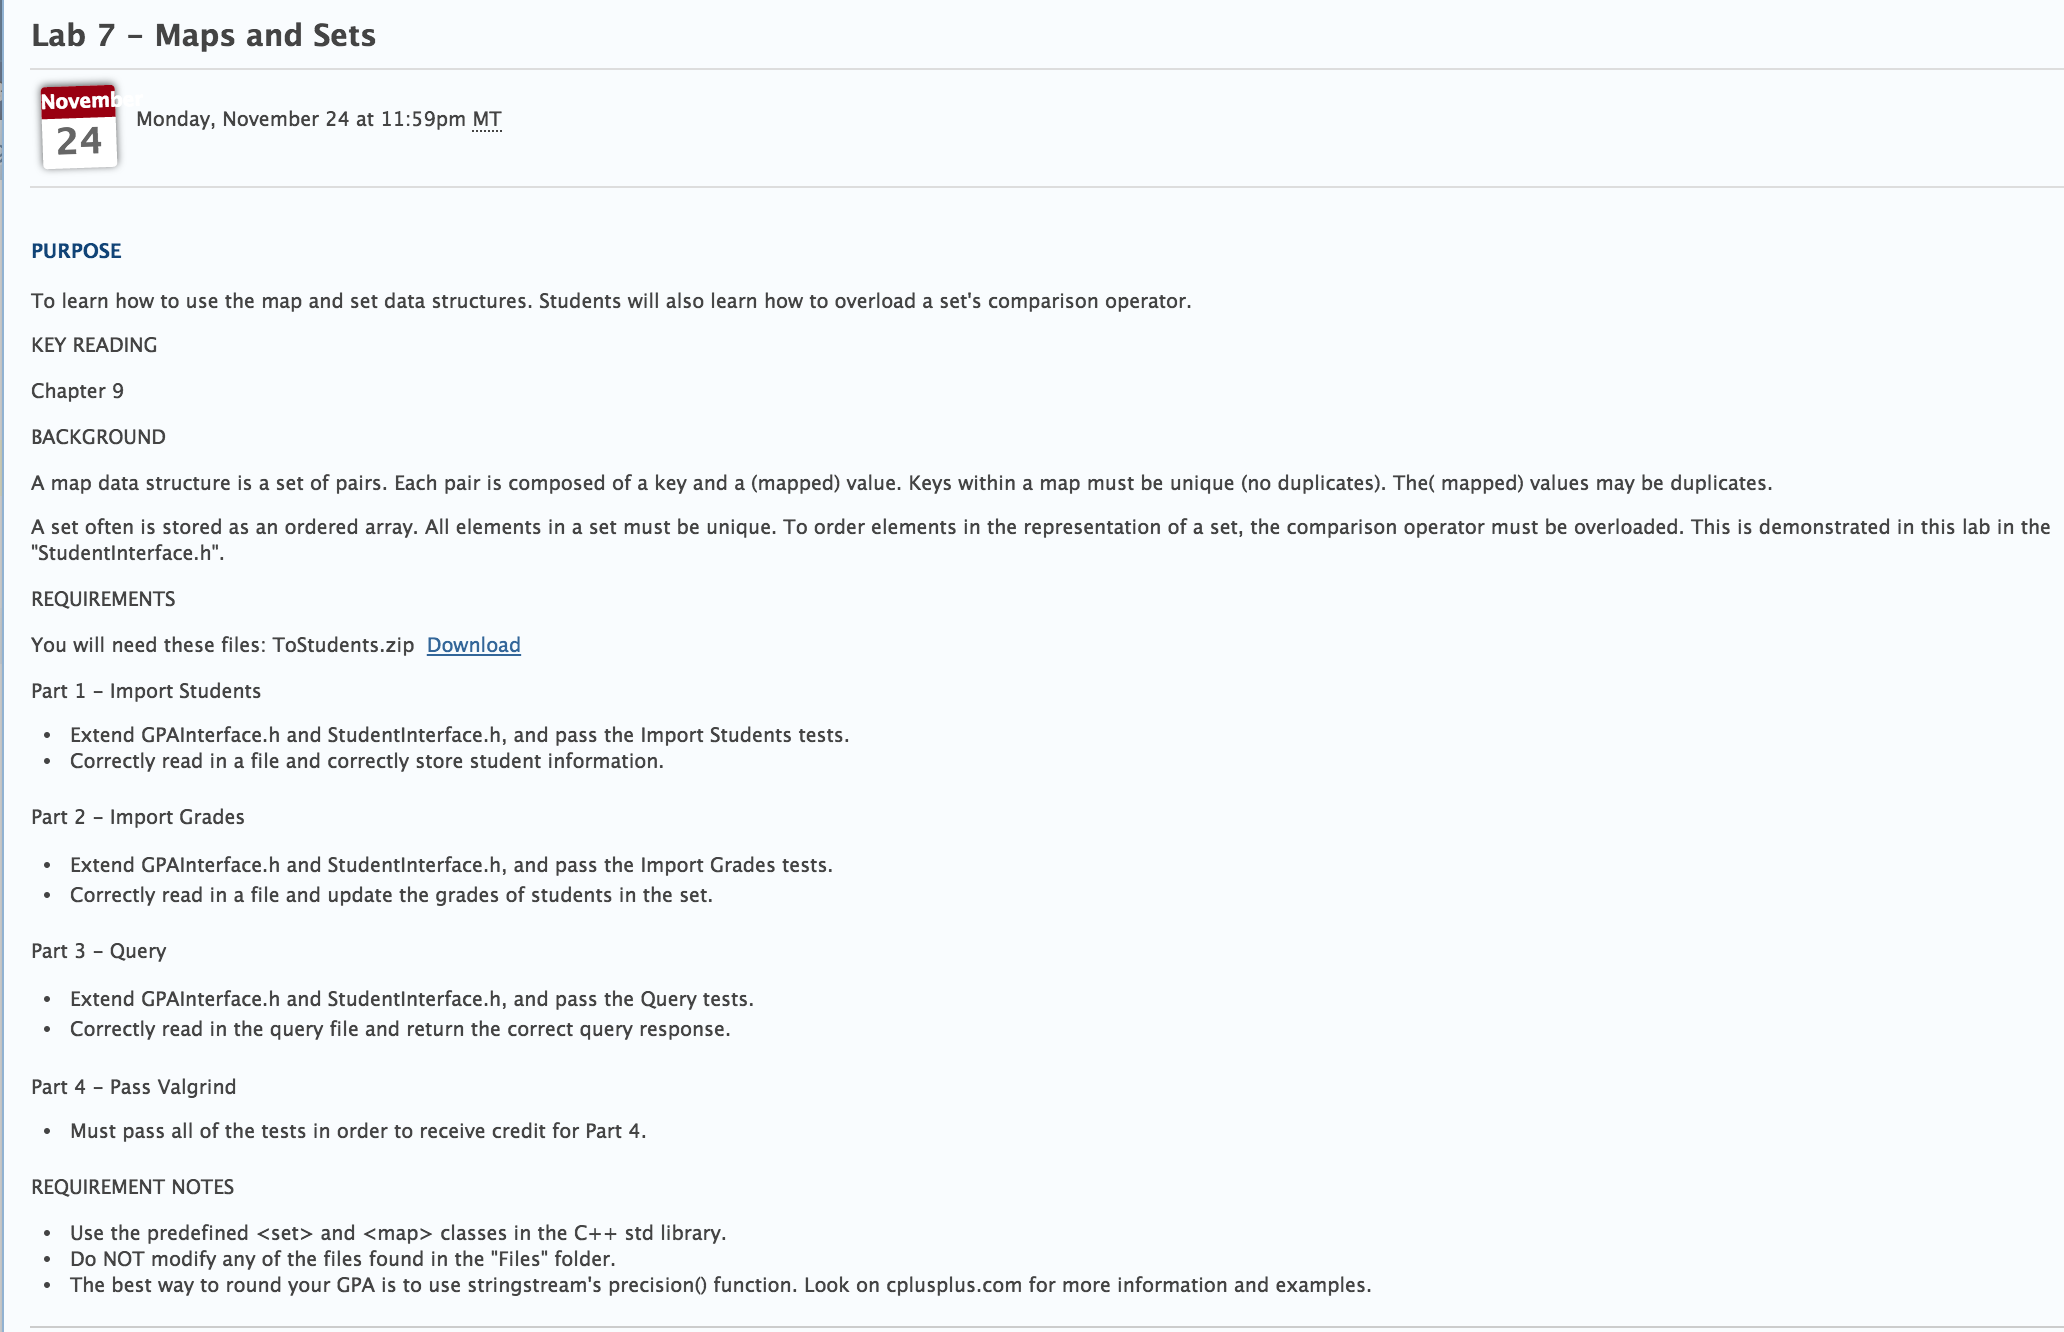 Lab 7 – Maps and Sets
November
24
Monday, November 24 at 11:59pm MT
PURPOSE
To learn how to use the map and set data structures. Students will also learn how to overload a set's comparison operator.
KEY READING
Chapter 9
BACKGROUND
A map data structure is a set of pairs. Each pair is composed of a key and a (mapped) value. Keys within a map must be unique (no duplicates). The( mapped) values may be duplicates.
A set often is stored as an ordered array. All elements in a set must be unique. To order elements in the representation of a set, the comparison operator must be overloaded. This is demonstrated in this lab in the
"StudentInterface.h".
REQUIREMENTS
You will need these files: ToStudents.zip Download
Part 1 – Import Students
• Extend GPAInterface.h and StudentInterface.h, and pass the Import Students tests.
• Correctly read in a file and correctly store student information.
Part 2 – Import Grades
• Extend GPAInterface.h and StudentInterface.h, and pass the Import Grades tests.
• Correctly read in a file and update the grades of students in the set.
Part 3 – Query
• Extend GPAInterface.h and StudentInterface.h, and pass the Query tests.
• Correctly read in the query file and return the correct query response.
Part 4 – Pass Valgrind
• Must pass all of the tests in order to receive credit for Part 4.
REQUIREMENT NOTES
• Use the predefined <set> and <map> classes in the C++ std library.
• Do NOT modify any of the files found in the "Files" folder.
• The best way to round your GPA is to use stringstream's precision() function. Look on cplusplus.com for more information and examples.